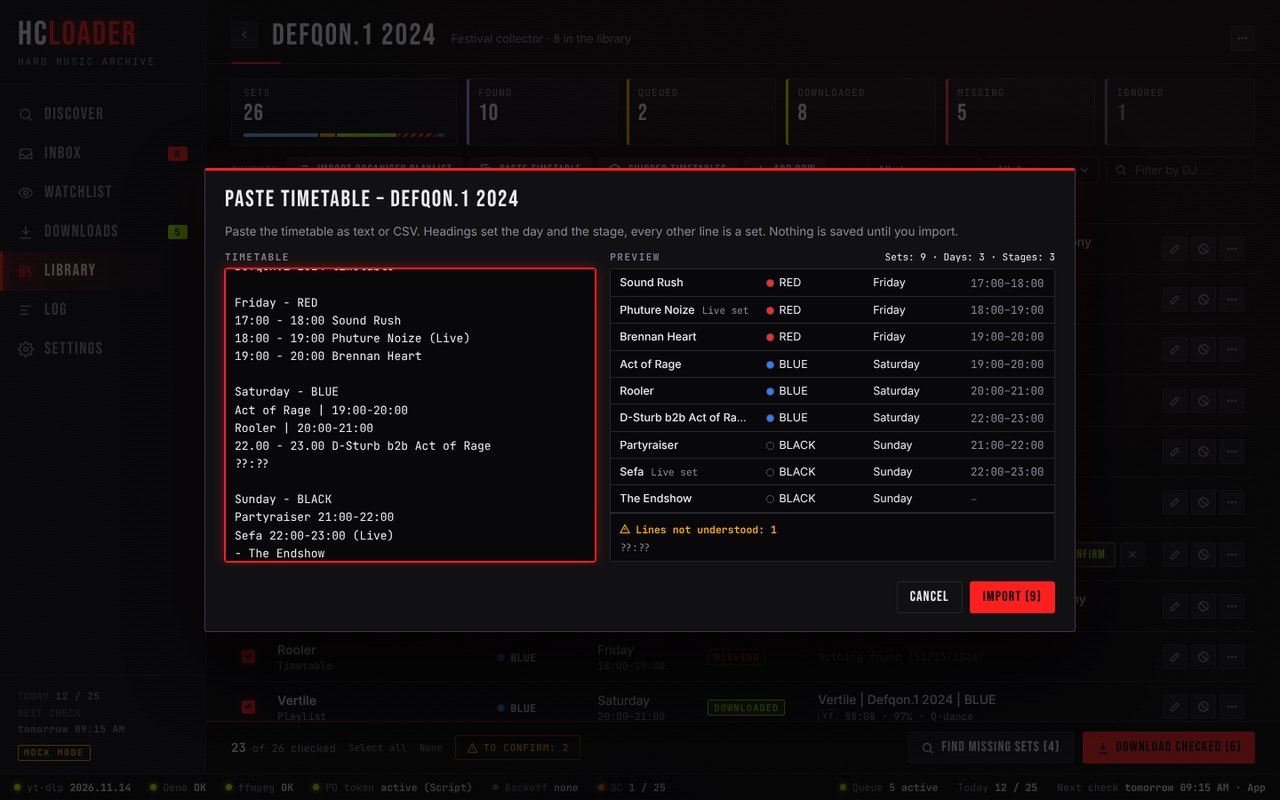 HCLOADER
HARD MUSIC ARCHIVE
DISCOVER
INBOX 8
WATCHLIST
DOWNLOADS 5
LIBRARY
LOG
SETTINGS
TODAY 12 / 25
NEXT CHECK
tomorrow 09:15 AM
MOCK MODE
DEFQON.1 2024 Festival collector · 8 in the library
SETS
26
FOUND
10
QUEUED
2
DOWNLOADED
8
MISSING
5
IGNORED
1
Filter by DJ ...
PASTE TIMETABLE – DEFQON.1 2024
Paste the timetable as text or CSV. Headings set the day and the stage, every other line is a set. Nothing is saved until you import.
TIMETABLE
Friday - RED
17:00 - 18:00 Sound Rush
18:00 - 19:00 Phuture Noize (Live)
19:00 - 20:00 Brennan Heart
Saturday - BLUE
Act of Rage | 19:00-20:00
Rooler | 20:00-21:00
22.00 - 23.00 D-Sturb b2b Act of Rage
??:??
Sunday - BLACK
Partyraiser 21:00-22:00
Sefa 22:00-23:00 (Live)
- The Endshow
PREVIEW Sets: 9 · Days: 3 · Stages: 3
Sound Rush RED Friday 17:00–18:00
Phuture Noize Live set RED Friday 18:00–19:00
Brennan Heart RED Friday 19:00–20:00
Act of Rage BLUE Saturday 19:00–20:00
Rooler BLUE Saturday 20:00–21:00
D-Sturb b2b Act of Ra... BLUE Saturday 22:00–23:00
Partyraiser BLACK Sunday 21:00–22:00
Sefa Live set BLACK Sunday 22:00–23:00
The Endshow BLACK Sunday –
Lines not understood: 1
??:??
CANCEL
IMPORT (9)
Rooler BLUE Friday MISSING Nothing found (11/15/2026)
Timetable 18:00–19:00
Vertile BLUE Saturday DOWNLOADED Vertile | Defqon.1 2024 | BLUE
Playlist 20:00–21:00 YT 58:08 · 97% · Q-dance
23 of 26 checked Select all None TO CONFIRM: 2
FIND MISSING SETS (4)
DOWNLOAD CHECKED (6)
yt-dlp 2026.11.14 Deno OK ffmpeg OK PO token active (Script) Backoff none SC 1 / 25 Queue 5 active Today 12 / 25 Next check tomorrow 09:15 AM · App